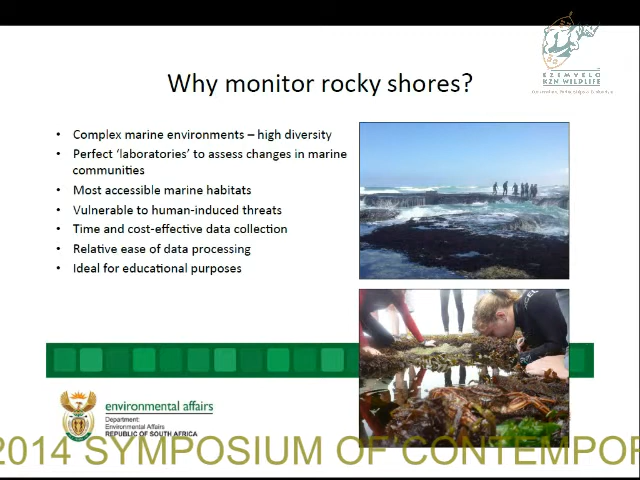 EZEMVELO
KZN WILDLIFE
Conservation, Partnerships & Ecotourism
Why monitor rocky shores?
• Complex marine environments – high diversity
• Perfect ‘laboratories’ to assess changes in marine
communities
• Most accessible marine habitats
• Vulnerable to human-induced threats
• Time and cost-effective data collection
• Relative ease of data processing
• Ideal for educational purposes
environmental affairs
Department:
Environmental Affairs
REPUBLIC OF SOUTH AFRICA
2014 SYMPOSIUM OF CONTEMPOR